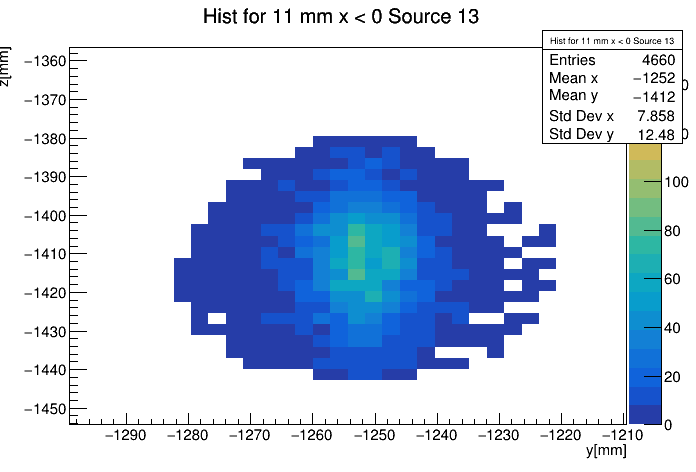 Hist for 11 mm x < 0 Source 13
z[mm]
Hist for 11 mm x < 0 Source 13
Entries 4660
Mean x −1252
Mean y −1412
Std Dev x 7.858
Std Dev y 12.48
−1360
−1370
−1380
−1390
−1400
−1410
−1420
−1430
−1440
−1450
100
80
60
40
20
0
−1290 −1280 −1270 −1260 −1250 −1240 −1230 −1220 −1210
y[mm]